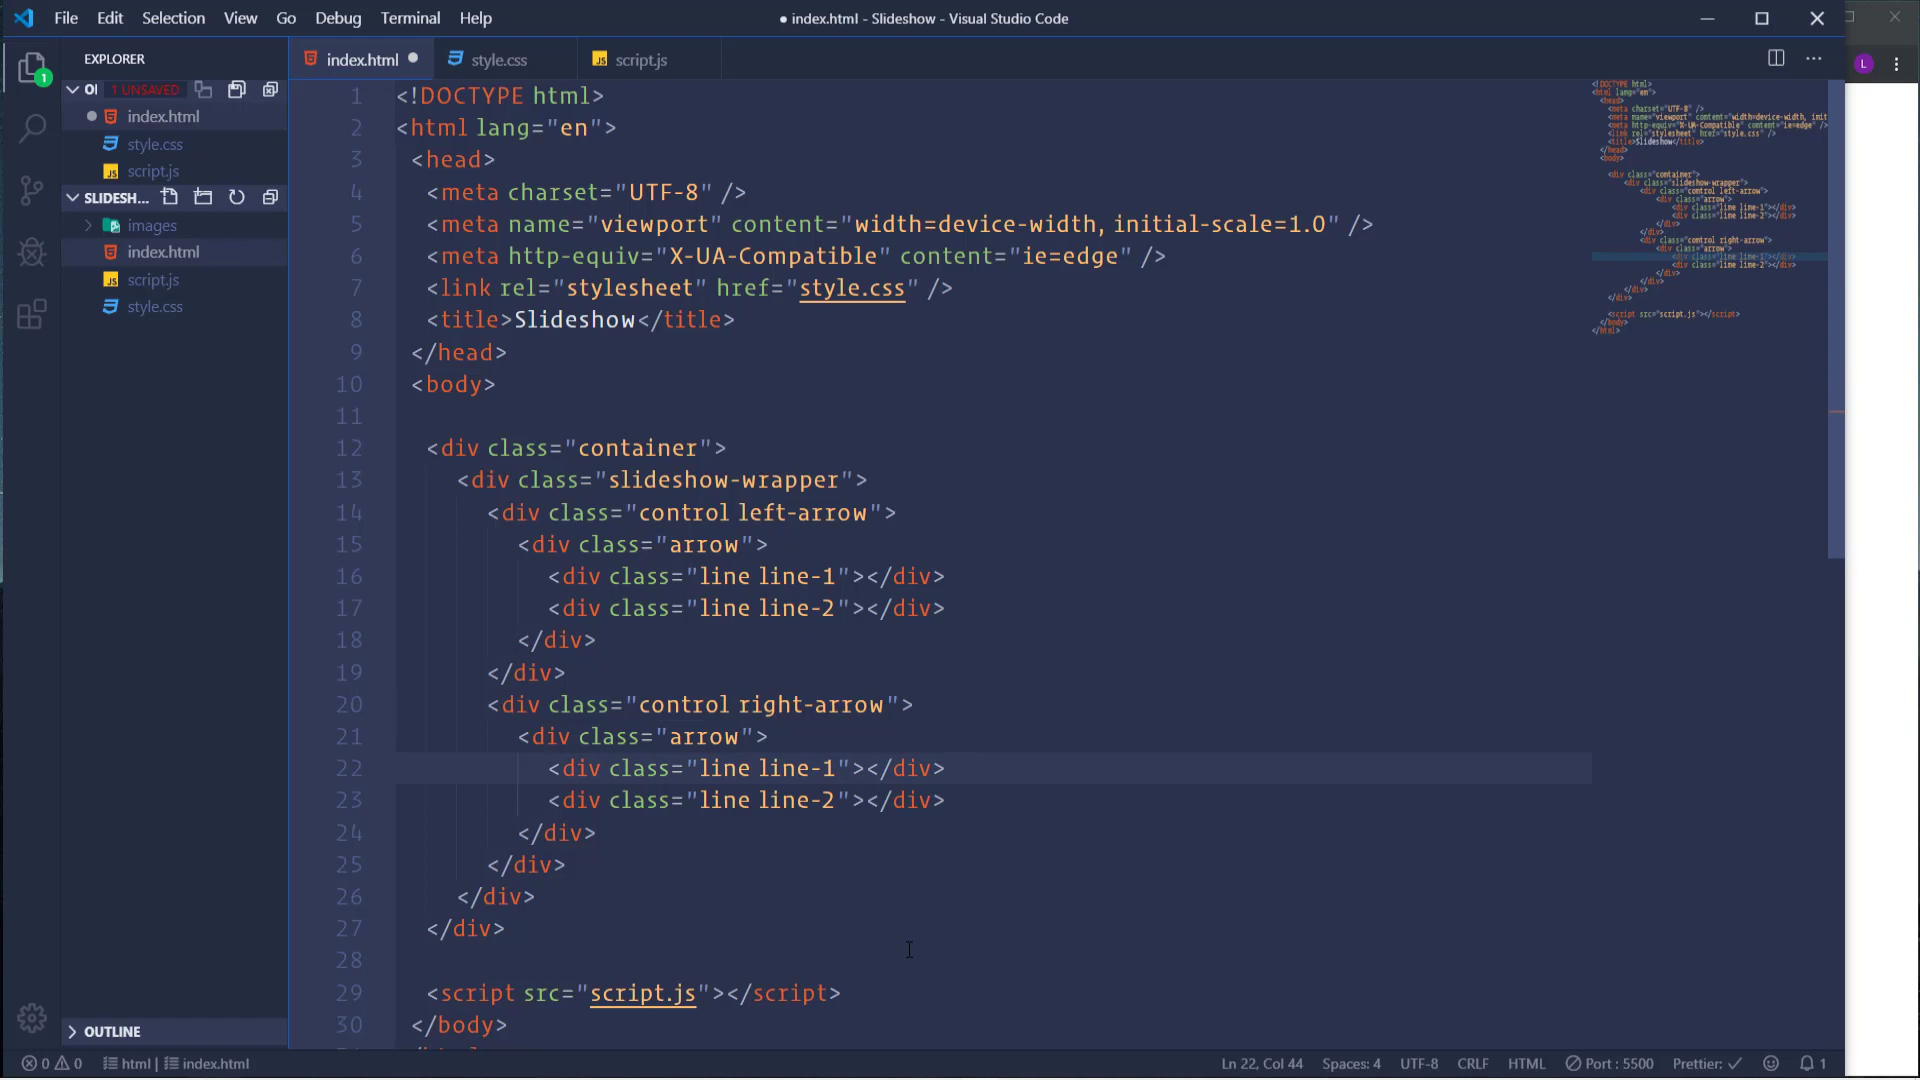 File Edit Selection View Go Debug Terminal Help
● index.html - Slideshow - Visual Studio Code
EXPLORER
1 UNSAVED
index.html
style.css
script.js
SLIDESH...
images
index.html
script.js
style.css
OUTLINE
index.html
style.css
script.js
L
1 <!DOCTYPE html>
2 <html lang="en">
3 <head>
4 <meta charset="UTF-8" />
5 <meta name="viewport" content="width=device-width, initial-scale=1.0" />
6 <meta http-equiv="X-UA-Compatible" content="ie=edge" />
7 <link rel="stylesheet" href="style.css" />
8 <title>Slideshow</title>
9 </head>
10 <body>
11
12 <div class="container">
13 <div class="slideshow-wrapper">
14 <div class="control left-arrow">
15 <div class="arrow">
16 <div class="line line-1"></div>
17 <div class="line line-2"></div>
18 </div>
19 </div>
20 <div class="control right-arrow">
21 <div class="arrow">
22 <div class="line line-1"></div>
23 <div class="line line-2"></div>
24 </div>
25 </div>
26 </div>
27 </div>
28
29 <script src="script.js"></script>
30 </body>
0 0 html | index.html
Ln 22, Col 44 Spaces: 4 UTF-8 CRLF HTML Port : 5500 Prettier: ✓ 1